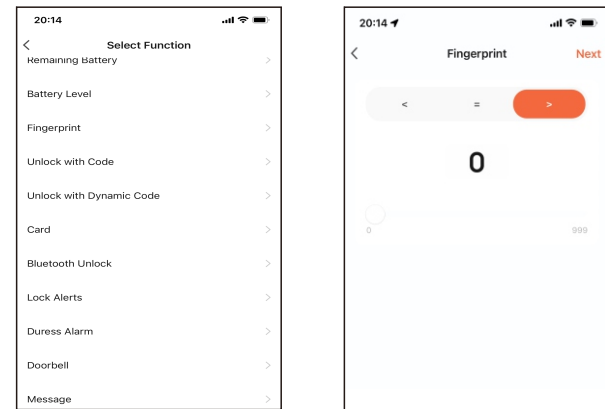 20:14
Select Function
Remaining Battery
Battery Level
Fingerprint
Unlock with Code
Unlock with Dynamic Code
Card
Bluetooth Unlock
Lock Alerts
Duress Alarm
Doorbell
Message
20:14
Fingerprint Next
< = >
0
0 999